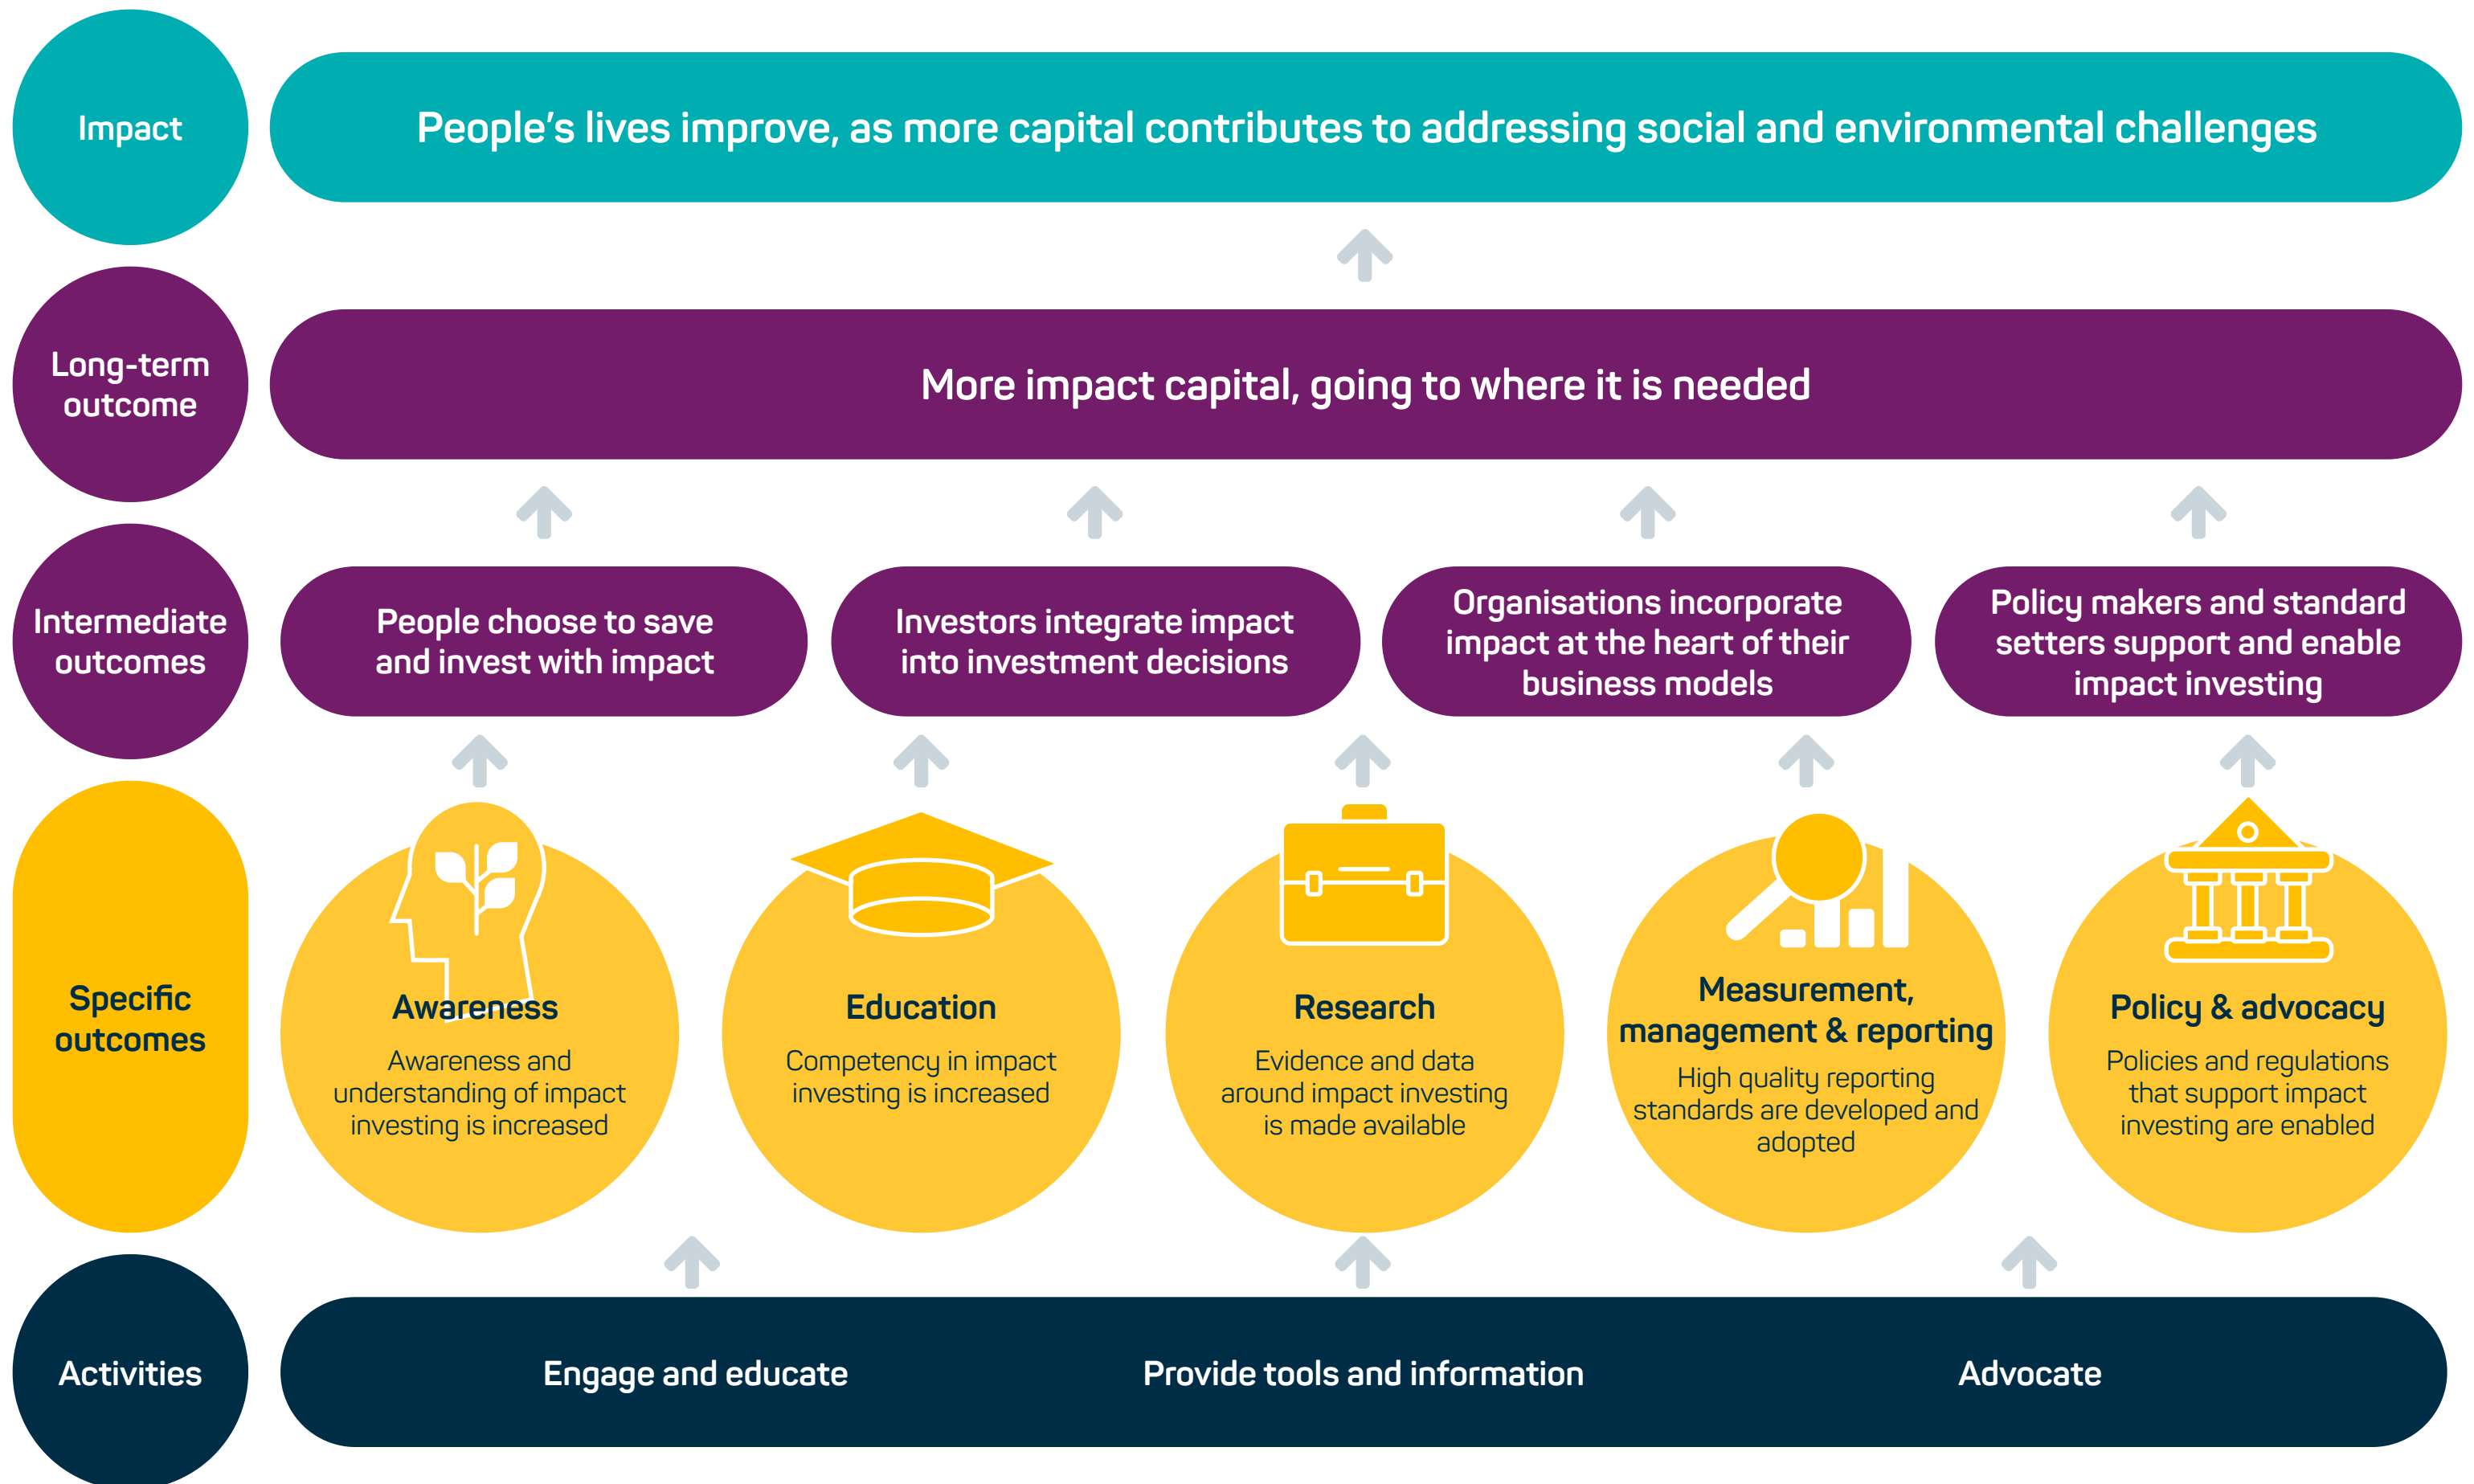 Impact
People’s lives improve, as more capital contributes to addressing social and environmental challenges
Long-term
outcome
More impact capital, going to where it is needed
Intermediate
outcomes
People choose to save
and invest with impact
Investors integrate impact
into investment decisions
Organisations incorporate
impact at the heart of their
business models
Policy makers and standard
setters support and enable
impact investing
Specific
outcomes
Awareness
Awareness and
understanding of impact
investing is increased
Education
Competency in impact
investing is increased
Research
Evidence and data
around impact investing
is made available
Measurement,
management & reporting
High quality reporting
standards are developed and
adopted
Policy & advocacy
Policies and regulations
that support impact
investing are enabled
Activities
Engage and educate
Provide tools and information
Advocate